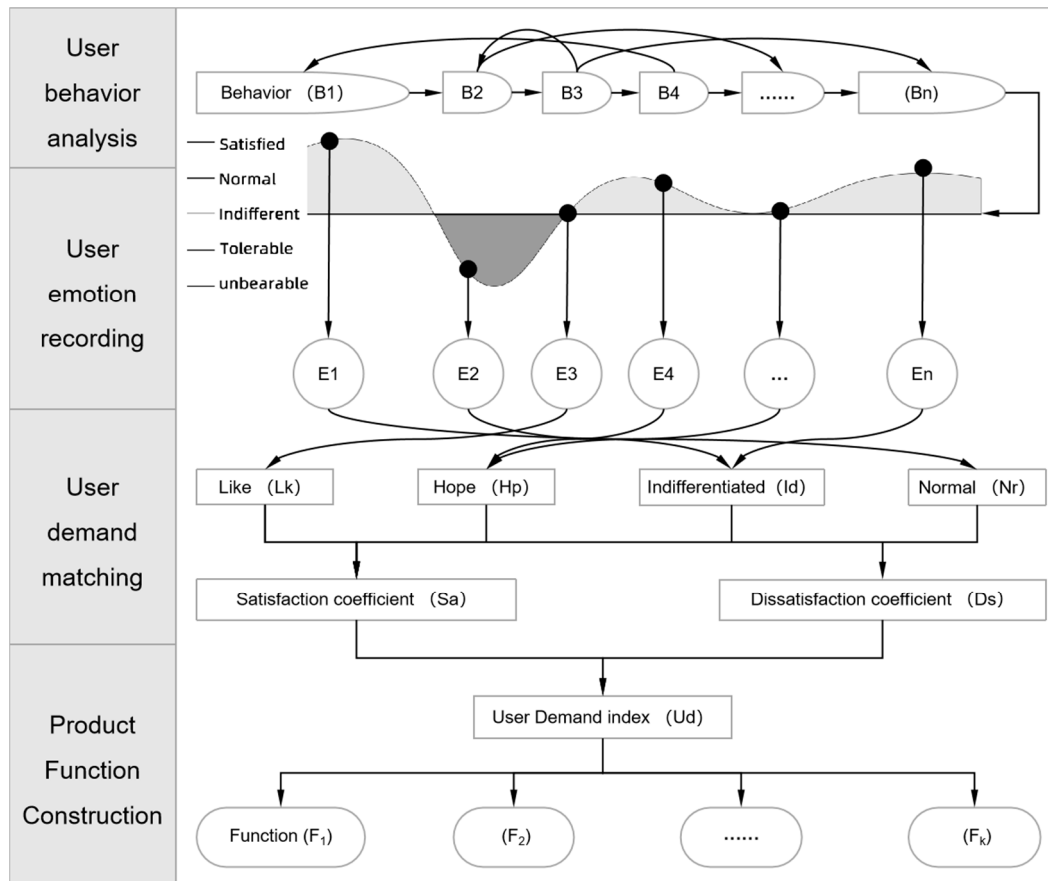 User
behavior
analysis
Behavior （B1）
B2
B3
B4
……
(Bn)
Satisfied
Normal
Indifferent
Tolerable
unbearable
User
emotion
recording
E1
E2
E3
E4
…
En
User
demand
matching
Like （Lk）
Hope （Hp）
Indifferentiated （Id）
Normal （Nr）
Satisfaction coefficient （Sa）
Dissatisfaction coefficient （Ds）
Product
Function
Construction
User Demand index （Ud）
Function (F₁)
(F₂)
……
(Fₖ)